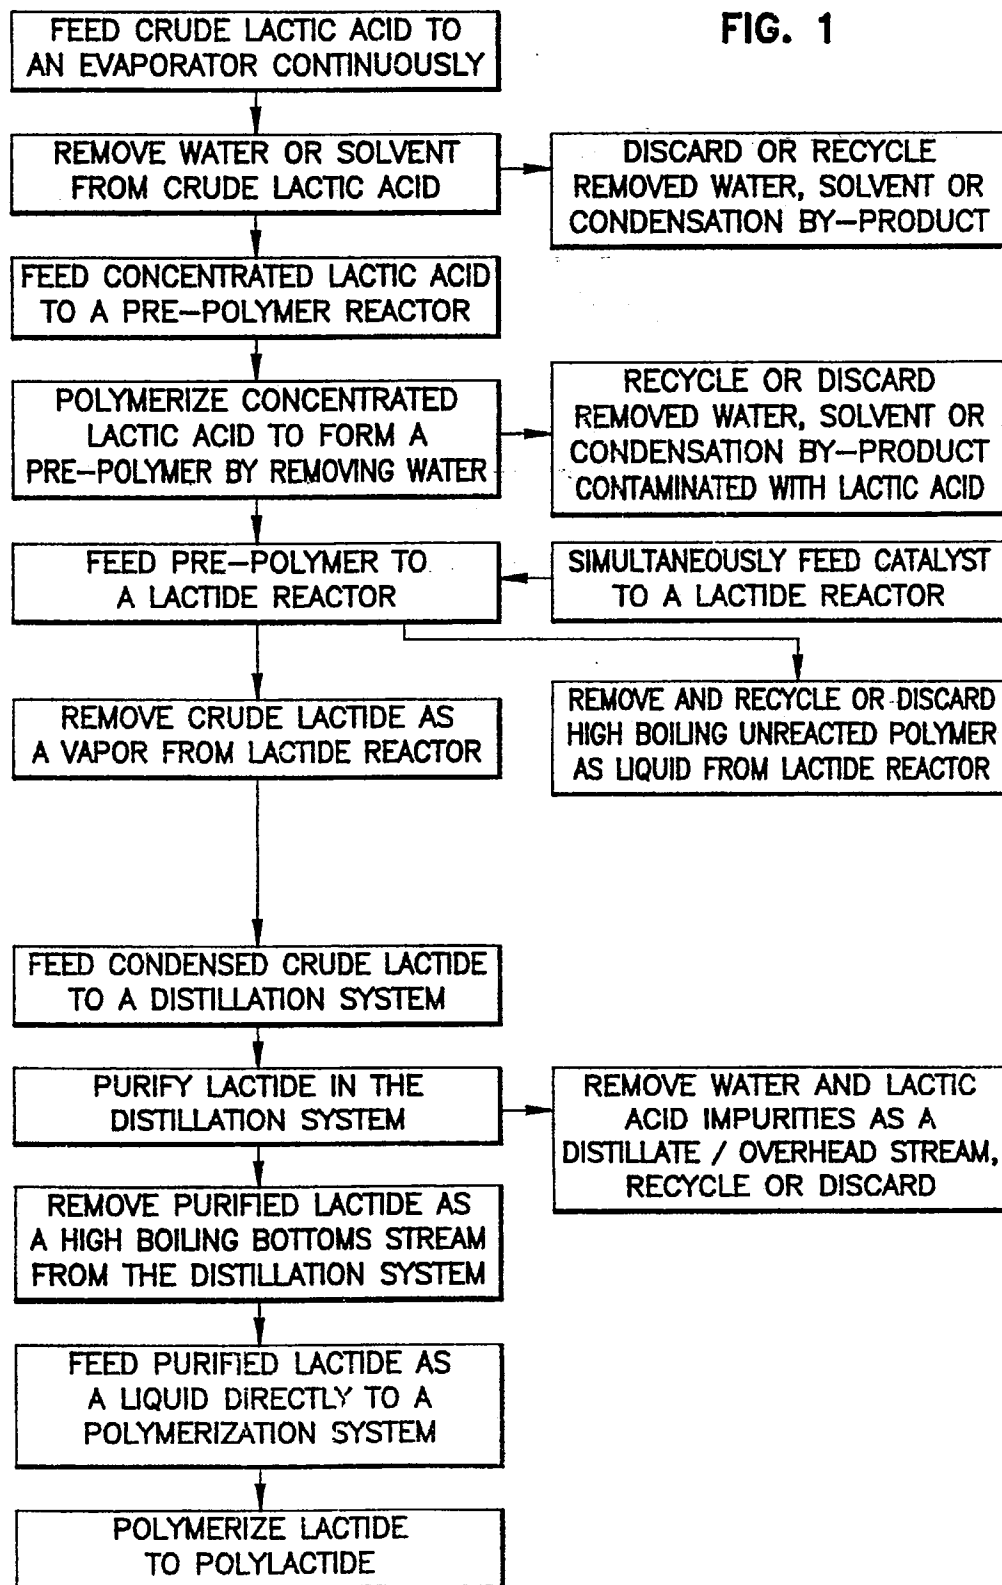 FIG. 1
FEED CRUDE LACTIC ACID TO
AN EVAPORATOR CONTINUOUSLY
REMOVE WATER OR SOLVENT
FROM CRUDE LACTIC ACID
DISCARD OR RECYCLE
REMOVED WATER, SOLVENT OR
CONDENSATION BY-PRODUCT
FEED CONCENTRATED LACTIC ACID
TO A PRE-POLYMER REACTOR
POLYMERIZE CONCENTRATED
LACTIC ACID TO FORM A
PRE-POLYMER BY REMOVING WATER
RECYCLE OR DISCARD
REMOVED WATER, SOLVENT OR
CONDENSATION BY-PRODUCT
CONTAMINATED WITH LACTIC ACID
FEED PRE-POLYMER TO
A LACTIDE REACTOR
SIMULTANEOUSLY FEED CATALYST
TO A LACTIDE REACTOR
REMOVE CRUDE LACTIDE AS
A VAPOR FROM LACTIDE REACTOR
REMOVE AND RECYCLE OR DISCARD
HIGH BOILING UNREACTED POLYMER
AS LIQUID FROM LACTIDE REACTOR
FEED CONDENSED CRUDE LACTIDE
TO A DISTILLATION SYSTEM
PURIFY LACTIDE IN THE
DISTILLATION SYSTEM
REMOVE WATER AND LACTIC
ACID IMPURITIES AS A
DISTILLATE / OVERHEAD STREAM,
RECYCLE OR DISCARD
REMOVE PURIFIED LACTIDE AS
A HIGH BOILING BOTTOMS STREAM
FROM THE DISTILLATION SYSTEM
FEED PURIFIED LACTIDE AS
A LIQUID DIRECTLY TO A
POLYMERIZATION SYSTEM
POLYMERIZE LACTIDE
TO POLYLACTIDE